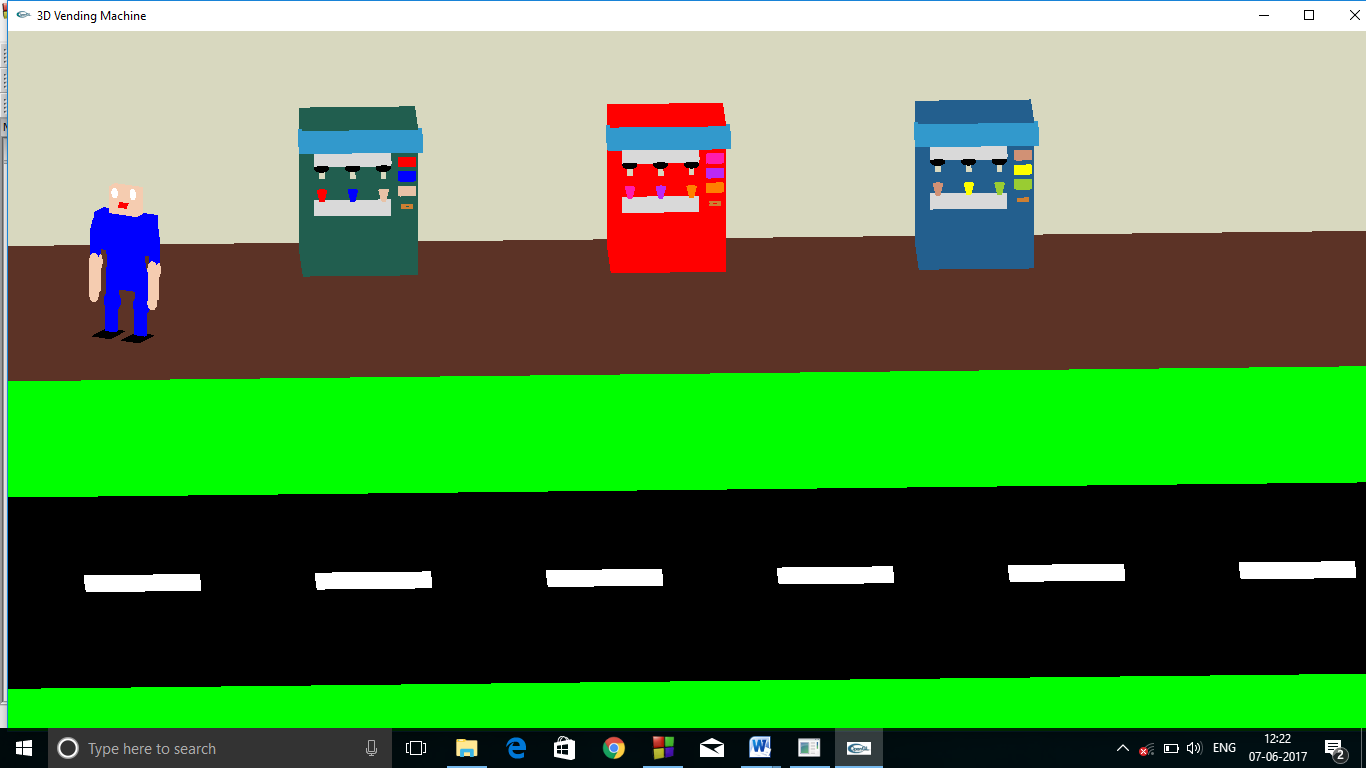 3D Vending Machine
Type here to search
ENG
12:22
07-06-2017
2